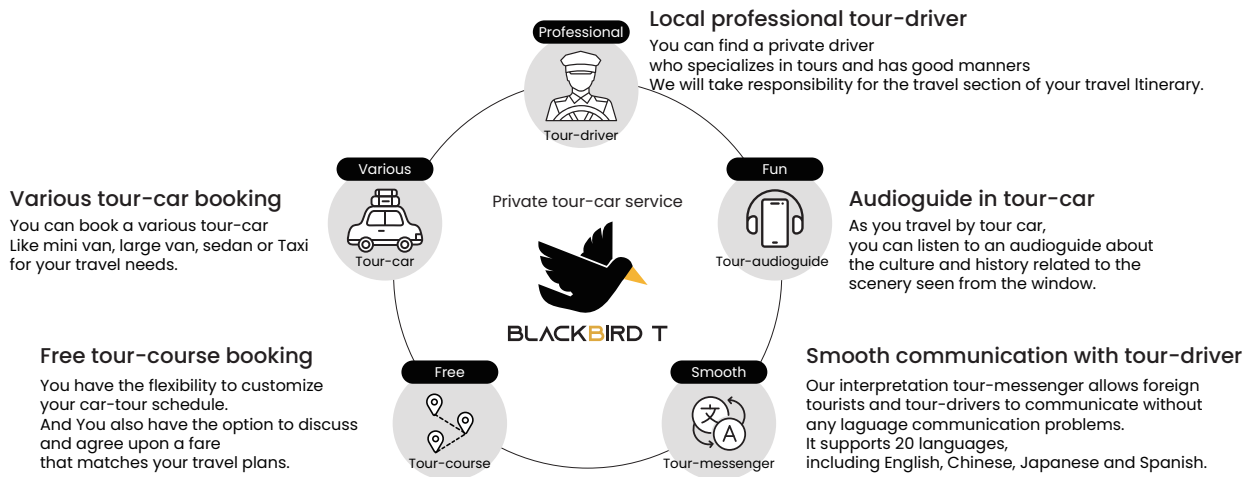 Professional
Tour-driver
Local professional tour-driver
You can find a private driver
who specializes in tours and has good manners
We will take responsibility for the travel section of your travel Itinerary.
Various
Tour-car
Various tour-car booking
You can book a various tour-car
Like mini van, large van, sedan or Taxi
for your travel needs.
Private tour-car service
BLACKBIRD T
Fun
Tour-audioguide
Audioguide in tour-car
As you travel by tour car,
you can listen to an audioguide about
the culture and history related to the
scenery seen from the window.
Free tour-course booking
You have the flexibility to customize
your car-tour schedule.
And You also have the option to discuss
and agree upon a fare
that matches your travel plans.
Free
Tour-course
Smooth
文
A
Tour-messenger
Smooth communication with tour-driver
Our interpretation tour-messenger allows foreign
tourists and tour-drivers to communicate without
any laguage communication problems.
It supports 20 languages,
including English, Chinese, Japanese and Spanish.